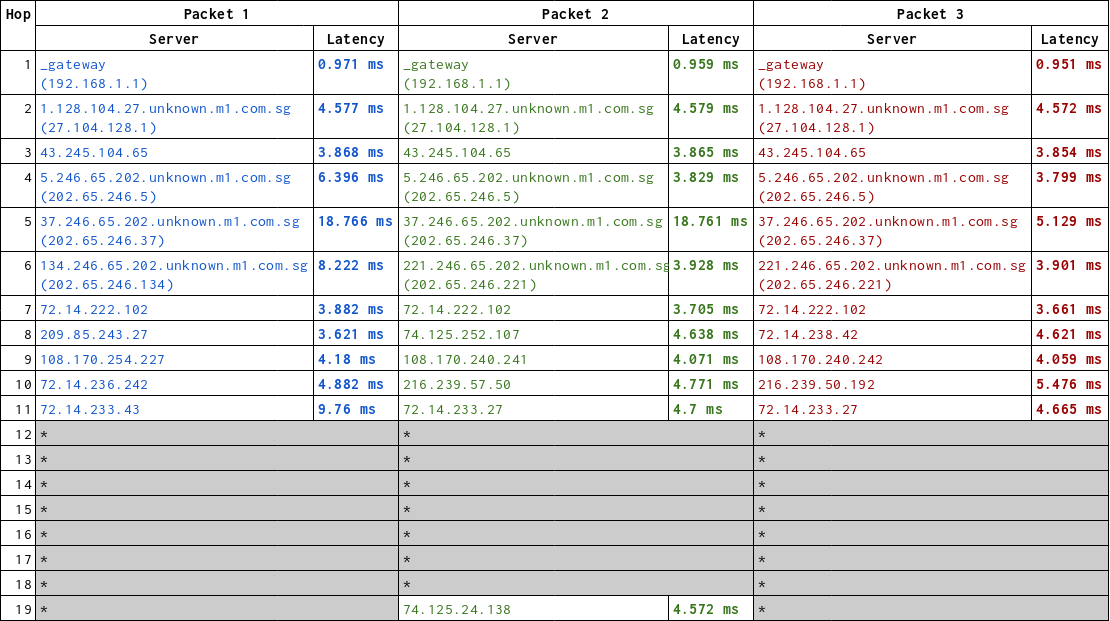 Hop Packet 1 Packet 2 Packet 3
Server Latency Server Latency Server Latency
1 _gateway 0.971 ms _gateway 0.959 ms _gateway 0.951 ms
(192.168.1.1) (192.168.1.1) (192.168.1.1)
2 1.128.104.27.unknown.m1.com.sg 4.577 ms 1.128.104.27.unknown.m1.com.sg 4.579 ms 1.128.104.27.unknown.m1.com.sg 4.572 ms
(27.104.128.1) (27.104.128.1) (27.104.128.1)
3 43.245.104.65 3.868 ms 43.245.104.65 3.865 ms 43.245.104.65 3.854 ms
4 5.246.65.202.unknown.m1.com.sg 6.396 ms 5.246.65.202.unknown.m1.com.sg 3.829 ms 5.246.65.202.unknown.m1.com.sg 3.799 ms
(202.65.246.5) (202.65.246.5) (202.65.246.5)
5 37.246.65.202.unknown.m1.com.sg 18.766 ms 37.246.65.202.unknown.m1.com.sg 18.761 ms 37.246.65.202.unknown.m1.com.sg 5.129 ms
(202.65.246.37) (202.65.246.37) (202.65.246.37)
6 134.246.65.202.unknown.m1.com.sg 8.222 ms 221.246.65.202.unknown.m1.com.sg 3.928 ms 221.246.65.202.unknown.m1.com.sg 3.901 ms
(202.65.246.134) (202.65.246.221) (202.65.246.221)
7 72.14.222.102 3.882 ms 72.14.222.102 3.705 ms 72.14.222.102 3.661 ms
8 209.85.243.27 3.621 ms 74.125.252.107 4.638 ms 72.14.238.42 4.621 ms
9 108.170.254.227 4.18 ms 108.170.240.241 4.071 ms 108.170.240.242 4.059 ms
10 72.14.236.242 4.882 ms 216.239.57.50 4.771 ms 216.239.50.192 5.476 ms
11 72.14.233.43 9.76 ms 72.14.233.27 4.7 ms 72.14.233.27 4.665 ms
12 * * *
13 * * *
14 * * *
15 * * *
16 * * *
17 * * *
18 * * *
19 * 74.125.24.138 4.572 ms *